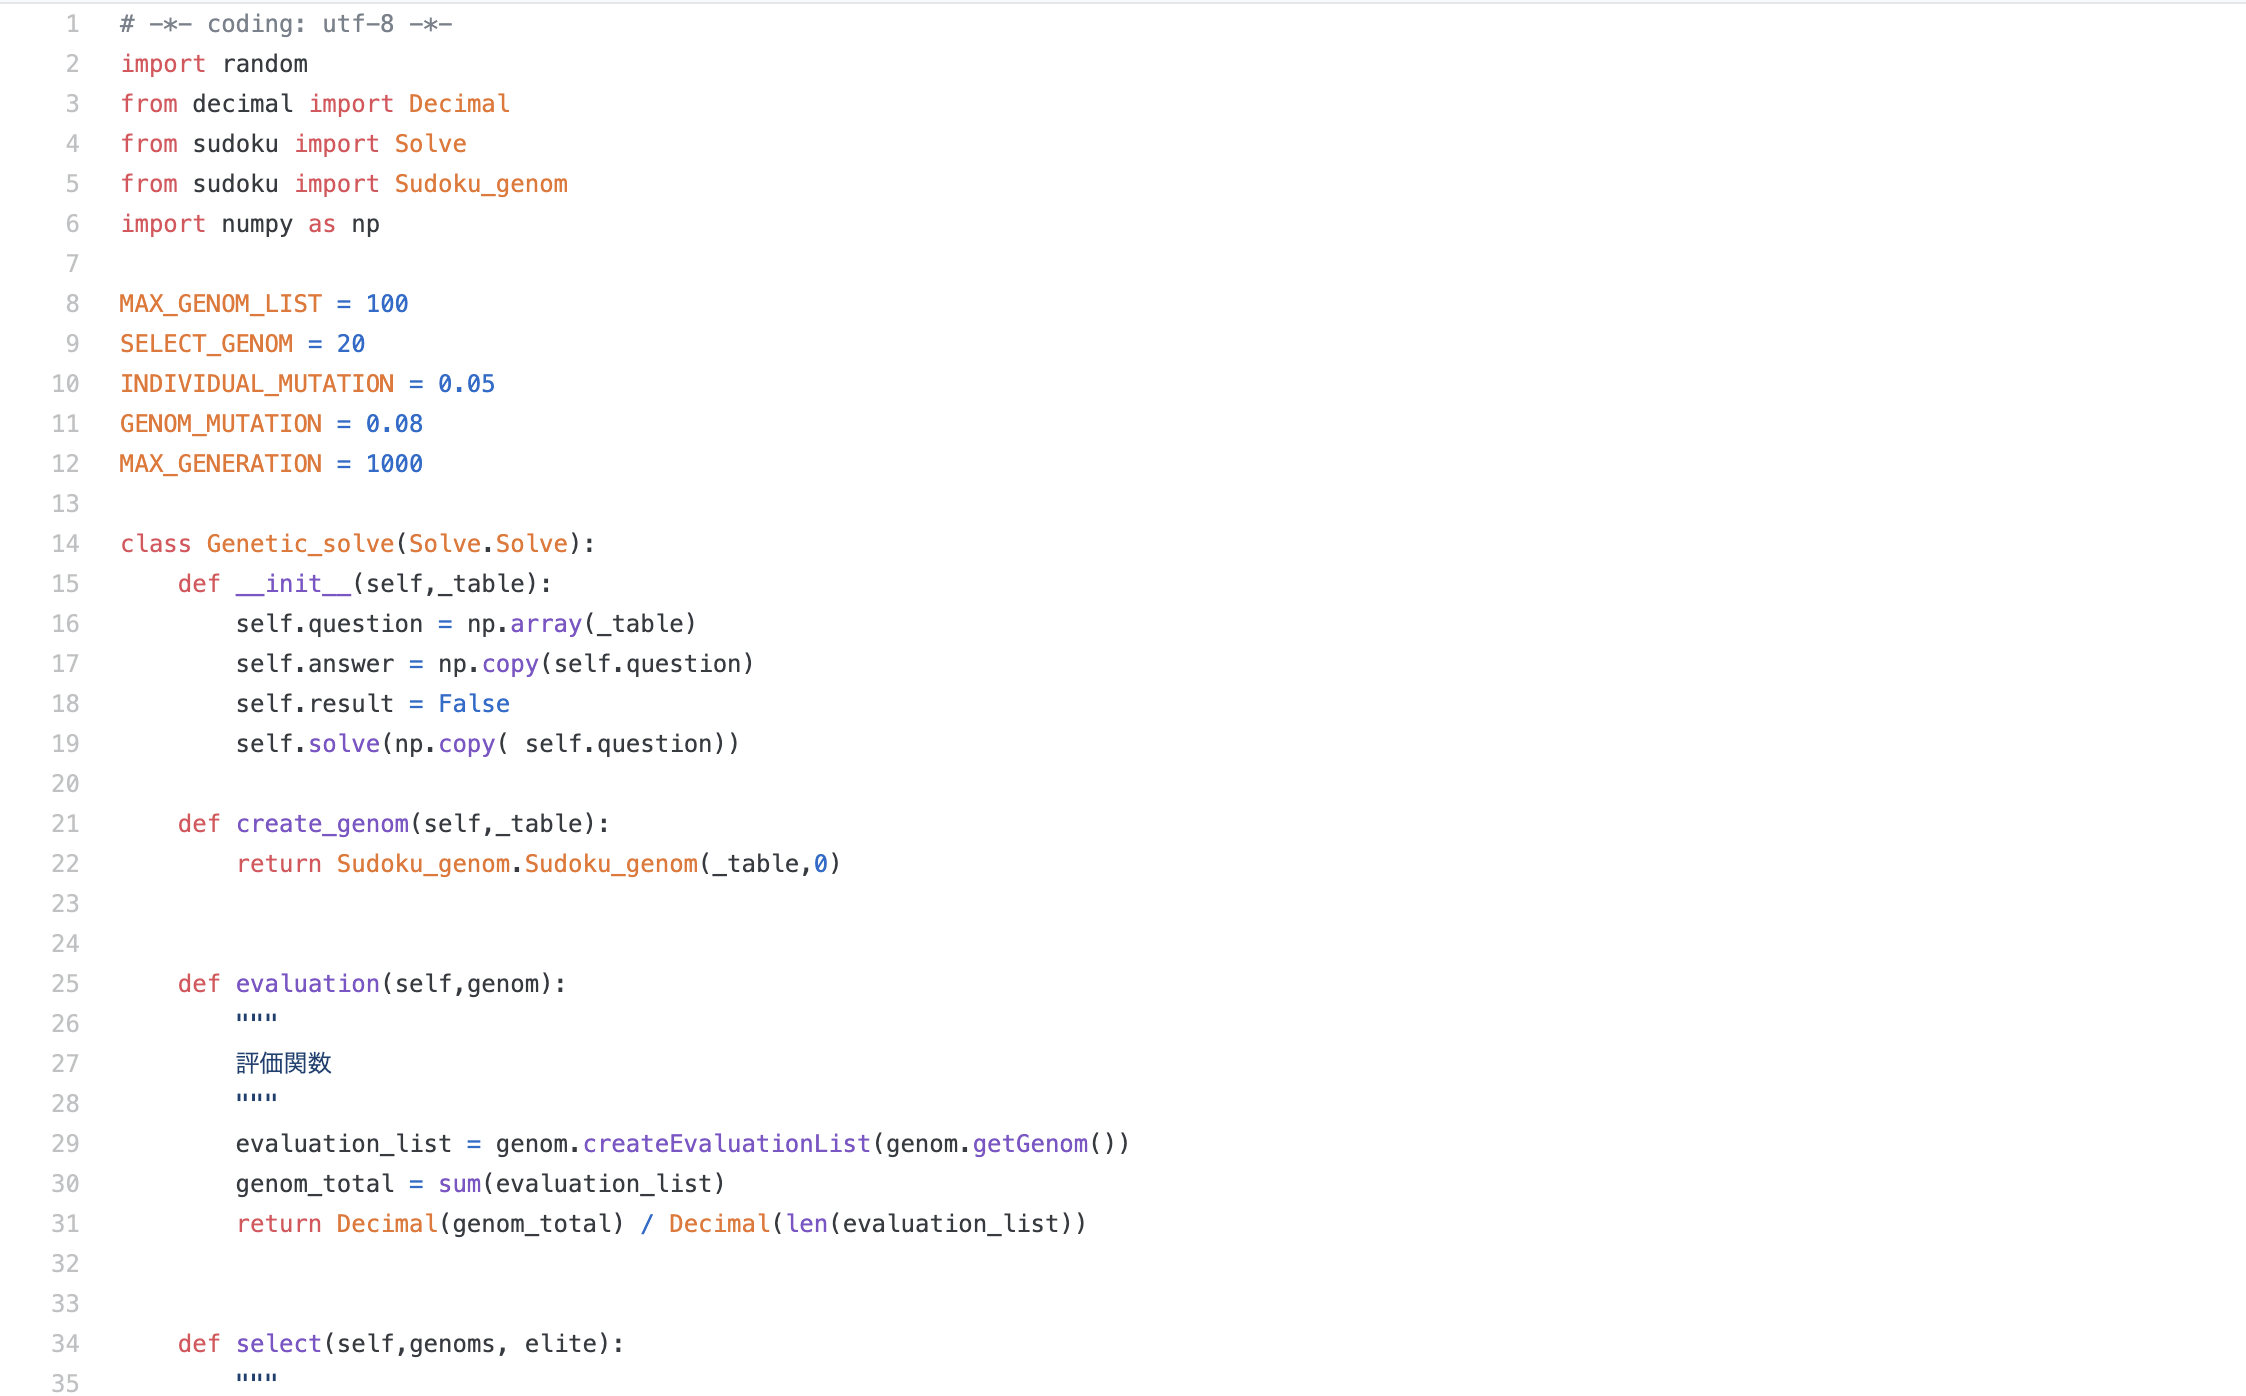 1 # -*- coding: utf-8 -*-
2 import random
3 from decimal import Decimal
4 from sudoku import Solve
5 from sudoku import Sudoku_genom
6 import numpy as np
7
8 MAX_GENOM_LIST = 100
9 SELECT_GENOM = 20
10 INDIVIDUAL_MUTATION = 0.05
11 GENOM_MUTATION = 0.08
12 MAX_GENERATION = 1000
13
14 class Genetic_solve(Solve.Solve):
15     def __init__(self,_table):
16         self.question = np.array(_table)
17         self.answer = np.copy(self.question)
18         self.result = False
19         self.solve(np.copy( self.question))
20
21     def create_genom(self,_table):
22         return Sudoku_genom.Sudoku_genom(_table,0)
23
24
25     def evaluation(self,genom):
26         """
27         評価関数
28         """
29         evaluation_list = genom.createEvaluationList(genom.getGenom())
30         genom_total = sum(evaluation_list)
31         return Decimal(genom_total) / Decimal(len(evaluation_list))
32
33
34     def select(self,genoms, elite):
35         """